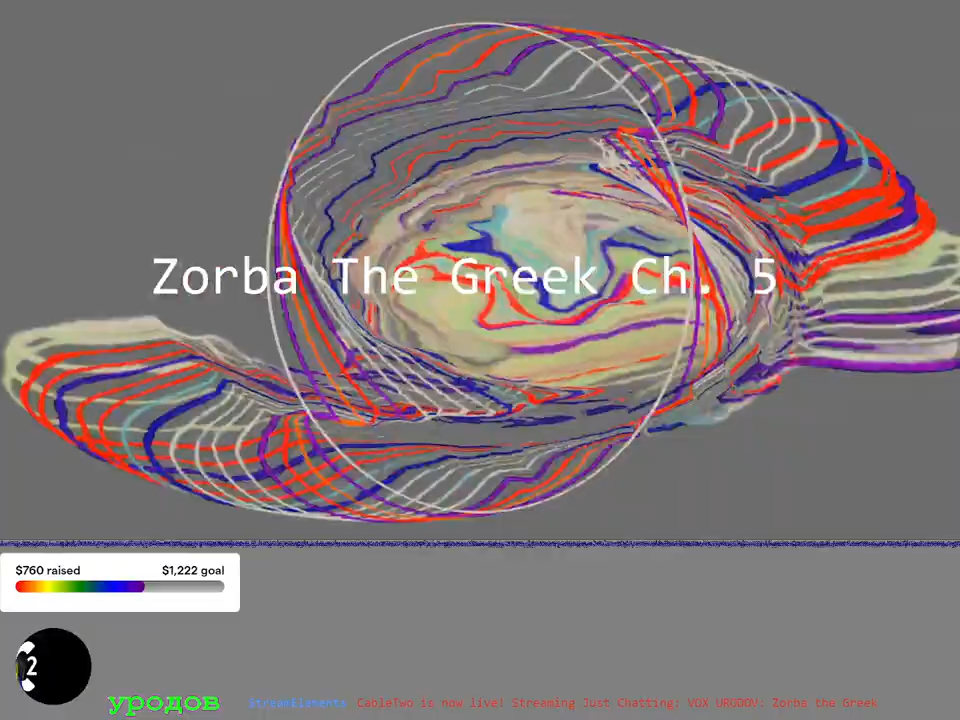 Zorba The Greek Ch. 5
$760 raised $1,222 goal
2
уродов
StreamElements CableTwo is now live! Streaming Just Chatting: VOX URODOV: Zorba the Greek